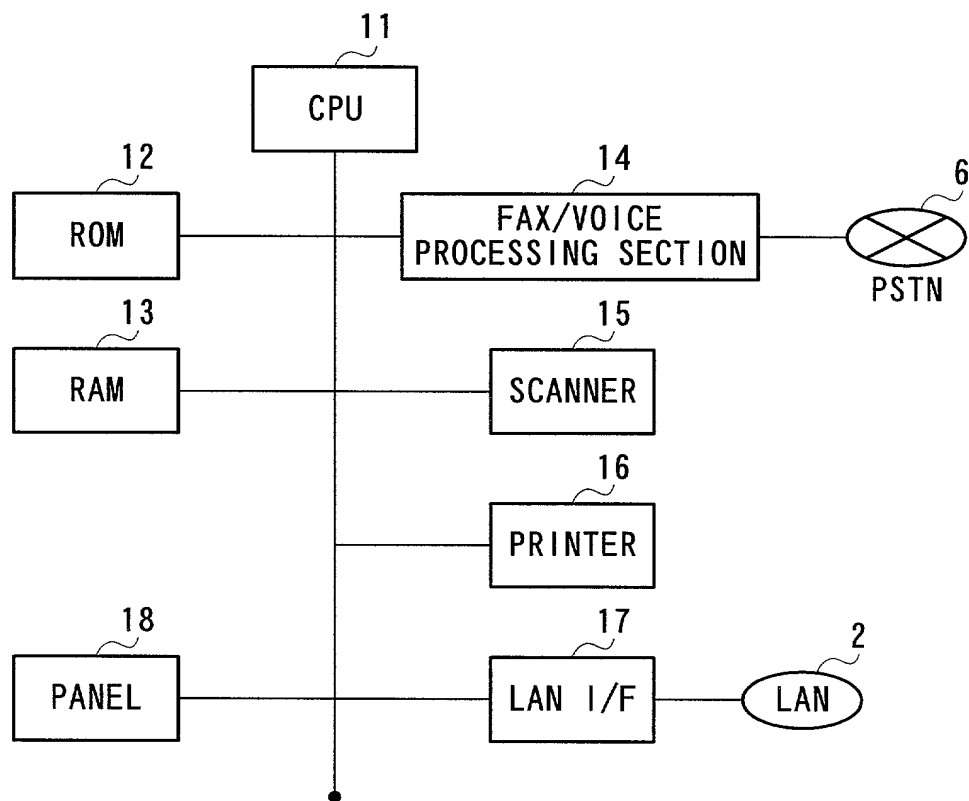 11
CPU
12
ROM
14
FAX/VOICE
PROCESSING SECTION
6
PSTN
13
RAM
15
SCANNER
16
PRINTER
18
PANEL
17
LAN I/F
2
LAN